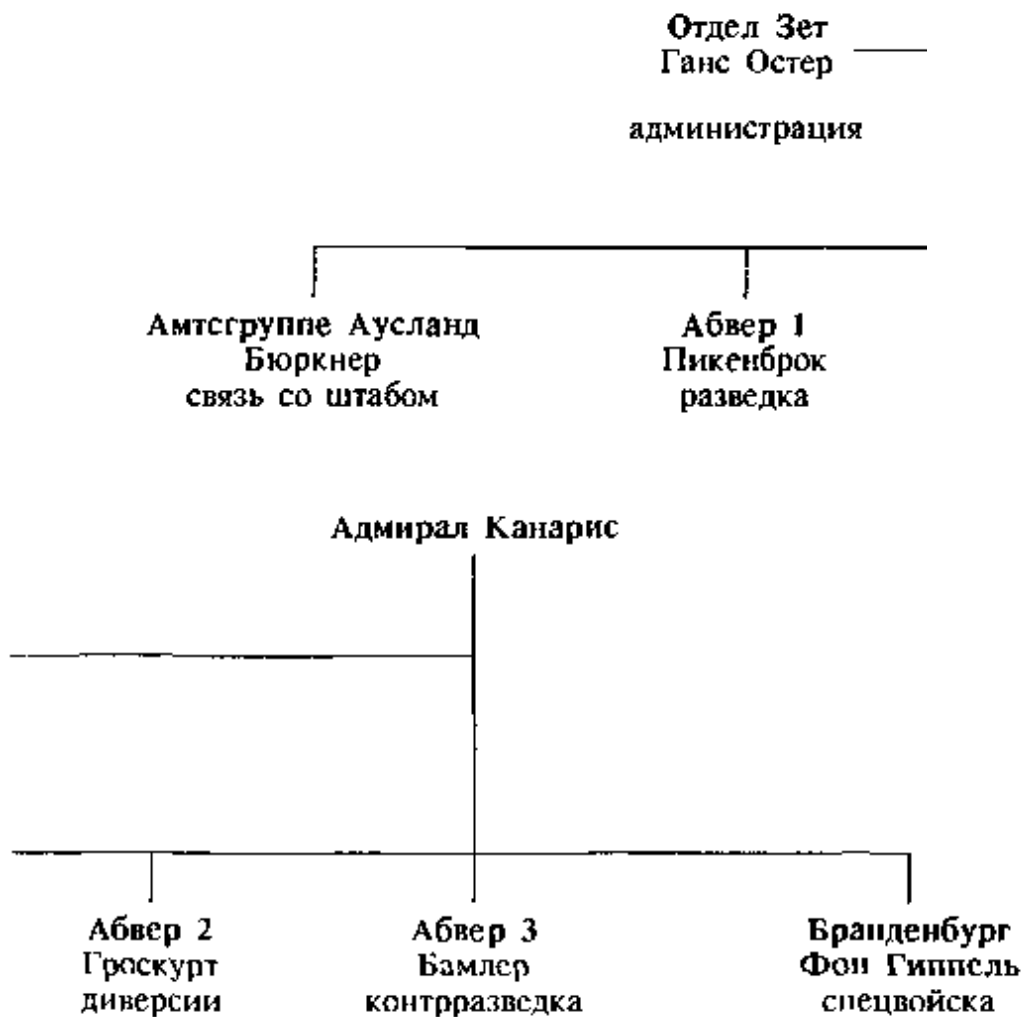 Отдел Зет
Ганс Остер
администрация
Амтсгруппе Аусланд
Бюркнер
связь со штабом
Абвер 1
Пикенброк
разведка
Адмирал Канарис
Абвер 2
Гроскурт
диверсии
Абвер 3
Бамлер
контрразведка
Бранденбург
Фон Гиппель
спецвойска